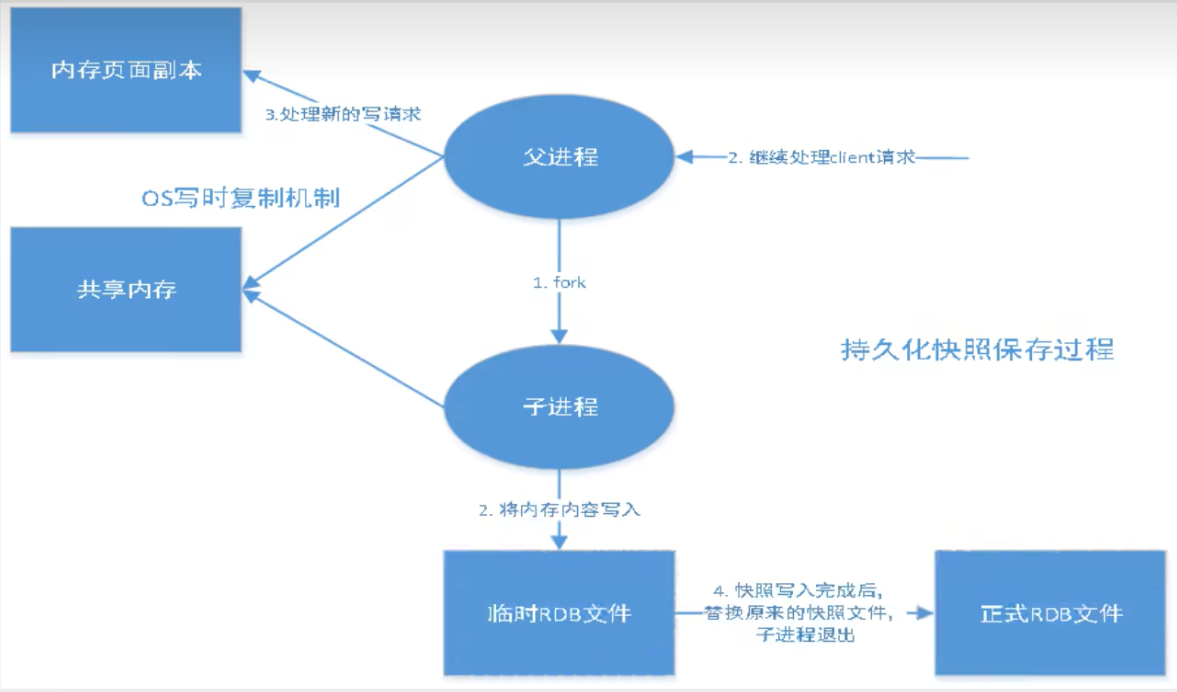 内存页面副本
3.处理新的写请求
父进程
2. 继续处理client请求
OS写时复制机制
共享内存
1. fork
持久化快照保存过程
子进程
2. 将内存内容写入
临时RDB文件
4. 快照写入完成后,
替换原来的快照文件,
子进程退出
正式RDB文件